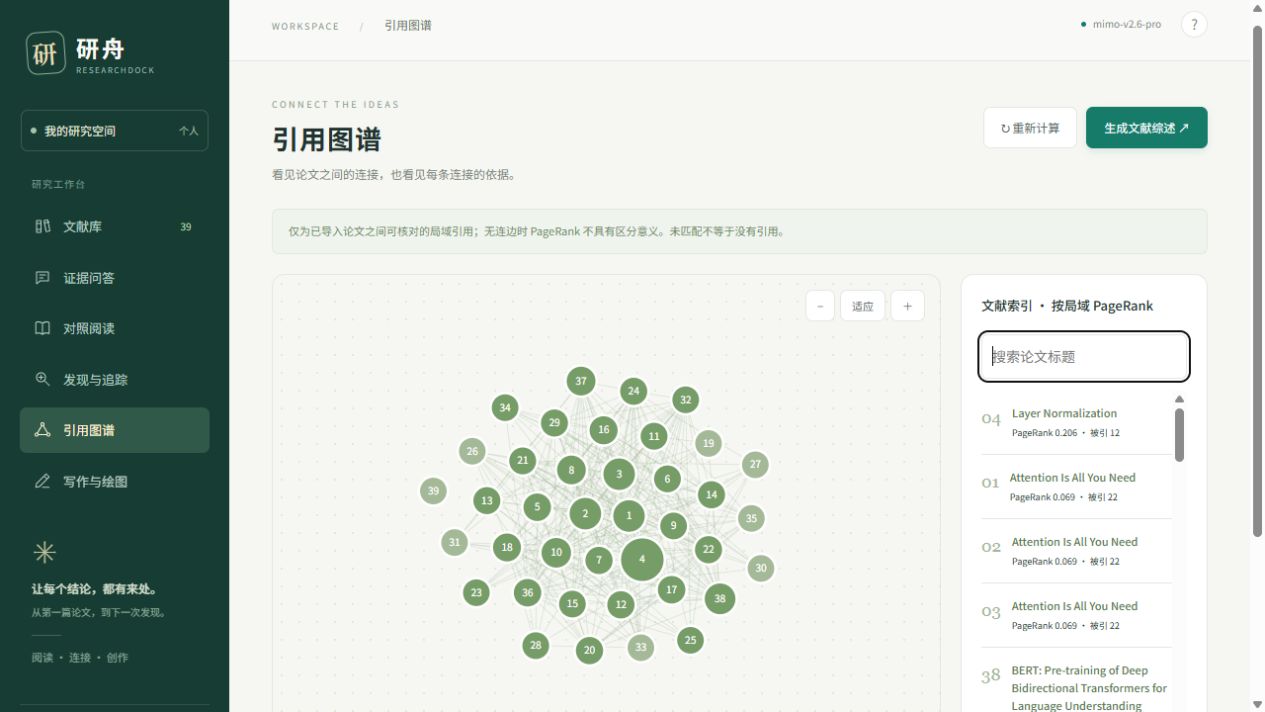 研
研舟
RESEARCHDOCK
我的研究空间 个人
研究工作台
文献库 39
证据问答
对照阅读
发现与追踪
引用图谱
写作与绘图
让每个结论，都有来处。
从第一篇论文，到下一次发现。
阅读 · 连接 · 创作
WORKSPACE / 引用图谱
mimo-v2.6-pro ?
CONNECT THE IDEAS
引用图谱
看见论文之间的连接，也看见每条连接的依据。
↻ 重新计算
生成文献综述 ↗
仅为已导入论文之间可核对的局域引用；无连边时 PageRank 不具有区分意义。未匹配不等于没有引用。
− 适应 +
37
24
32
34
29
16
11
19
26
21
8
3
6
27
39
13
5
2
1
14
9
35
31
18
10
7
4
22
30
23
36
15
12
17
38
28
20
33
25
文献索引 · 按局域 PageRank
搜索论文标题
04 Layer Normalization
PageRank 0.206 · 被引 12
01 Attention Is All You Need
PageRank 0.069 · 被引 22
02 Attention Is All You Need
PageRank 0.069 · 被引 22
03 Attention Is All You Need
PageRank 0.069 · 被引 22
38 BERT: Pre-training of Deep
Bidirectional Transformers for
Language Understanding